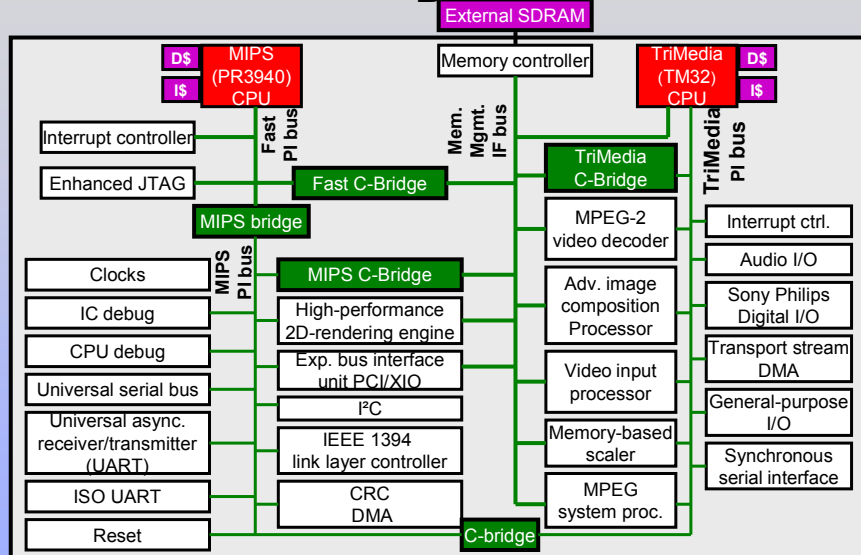 External SDRAM
D$
I$
MIPS
(PR3940)
CPU
Memory controller
TriMedia
(TM32)
CPU
D$
I$
Fast
PI bus
Mem.
Mgmt.
IF bus
TriMedia
PI bus
Interrupt controller
Enhanced JTAG
Fast C-Bridge
TriMedia
C-Bridge
MIPS bridge
MIPS
PI bus
Clocks
IC debug
CPU debug
Universal serial bus
Universal async.
receiver/transmitter
(UART)
ISO UART
Reset
MIPS C-Bridge
High-performance
2D-rendering engine
Exp. bus interface
unit PCI/XIO
I²C
IEEE 1394
link layer controller
CRC
DMA
C-bridge
MPEG-2
video decoder
Adv. image
composition
Processor
Video input
processor
Memory-based
scaler
MPEG
system proc.
Interrupt ctrl.
Audio I/O
Sony Philips
Digital I/O
Transport stream
DMA
General-purpose
I/O
Synchronous
serial interface